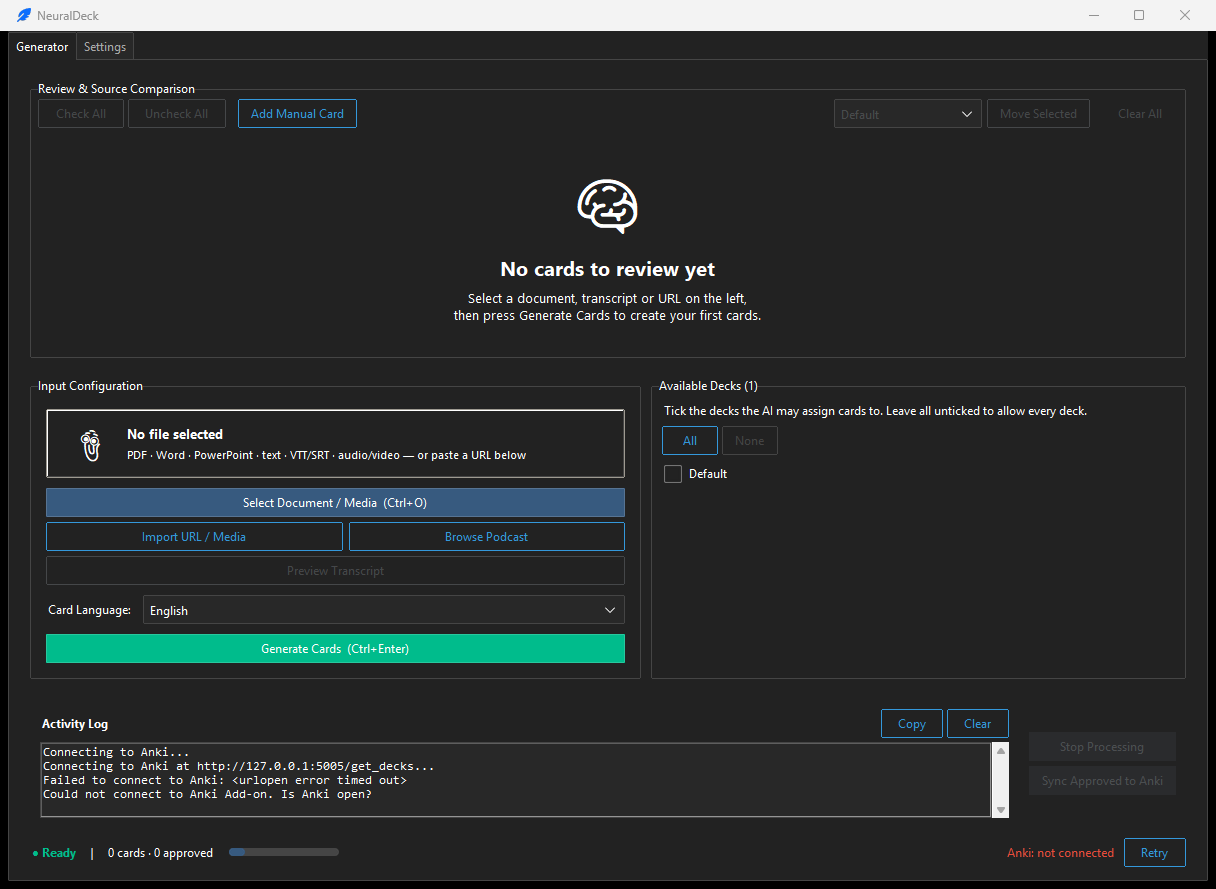 NeuralDeck
Generator Settings
Review & Source Comparison
Check All Uncheck All Add Manual Card Default Move Selected Clear All
No cards to review yet
Select a document, transcript or URL on the left,
then press Generate Cards to create your first cards.
Input Configuration
No file selected
PDF · Word · PowerPoint · text · VTT/SRT · audio/video — or paste a URL below
Select Document / Media (Ctrl+O)
Import URL / Media Browse Podcast
Preview Transcript
Card Language: English
Generate Cards (Ctrl+Enter)
Available Decks (1)
Tick the decks the AI may assign cards to. Leave all unticked to allow every deck.
All None
Default
Activity Log
Copy Clear
Connecting to Anki...
Connecting to Anki at http://127.0.0.1:5005/get_decks...
Failed to connect to Anki: <urlopen error timed out>
Could not connect to Anki Add-on. Is Anki open?
Stop Processing
Sync Approved to Anki
● Ready | 0 cards · 0 approved
Anki: not connected Retry